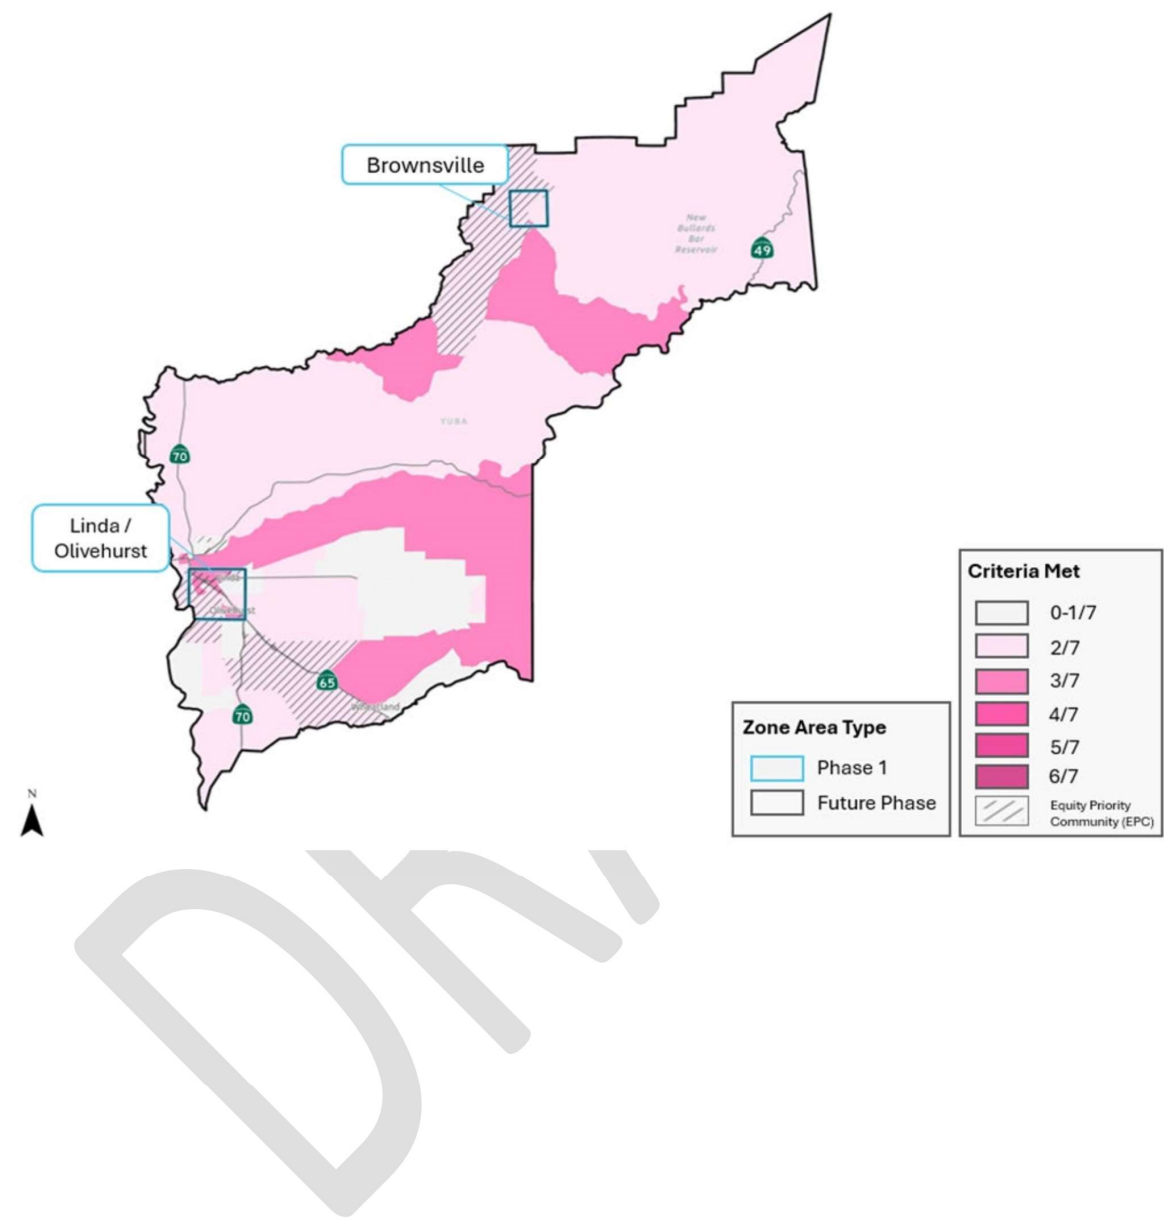 Brownsville
New
Bullards
Bar
Reservoir
49
YUBA
70
Linda /
Olivehurst
Linda
Olivehurst
65
70
Wheatland
N
Zone Area Type
Phase 1
Future Phase
Criteria Met
0-1/7
2/7
3/7
4/7
5/7
6/7
Equity Priority
Community (EPC)